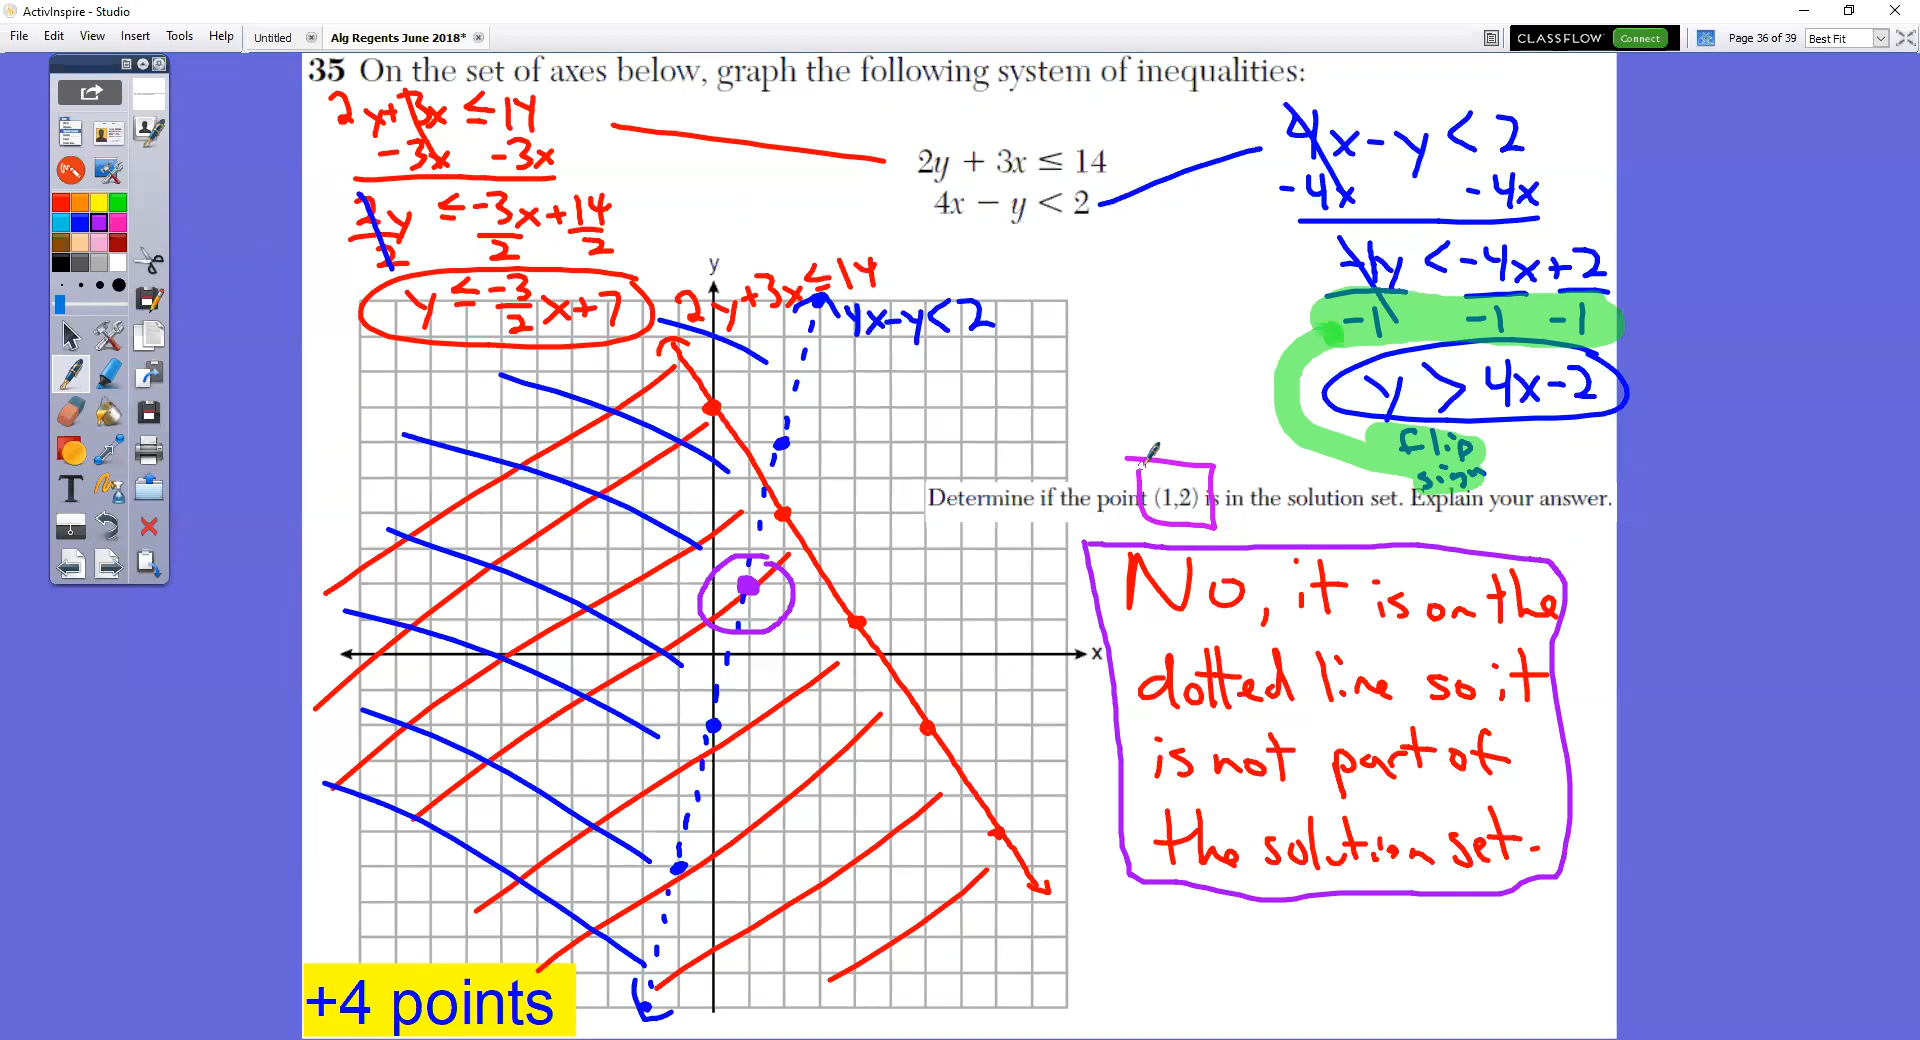 ActivInspire - Studio
File Edit View Insert Tools Help Untitled Alg Regents June 2018* CLASSFLOW Connect Page 36 of 39 Best Fit
35 On the set of axes below, graph the following system of inequalities:
2y + 3x ≤ 14
4x − y < 2
2y+3x ≤ 14
-3x -3x
2y ≤ -3x + 14
2 2 2
y ≤ -3/2 x + 7
4x - y < 2
-4x -4x
-1y < -4x + 2
-1 -1 -1
y > 4x - 2
flip
sign
y
2y+3x ≤ 14
4x-y < 2
x
Determine if the point (1,2) is in the solution set. Explain your answer.
No, it is on the
dotted line so it
is not part of
the solution set.
+4 points
T